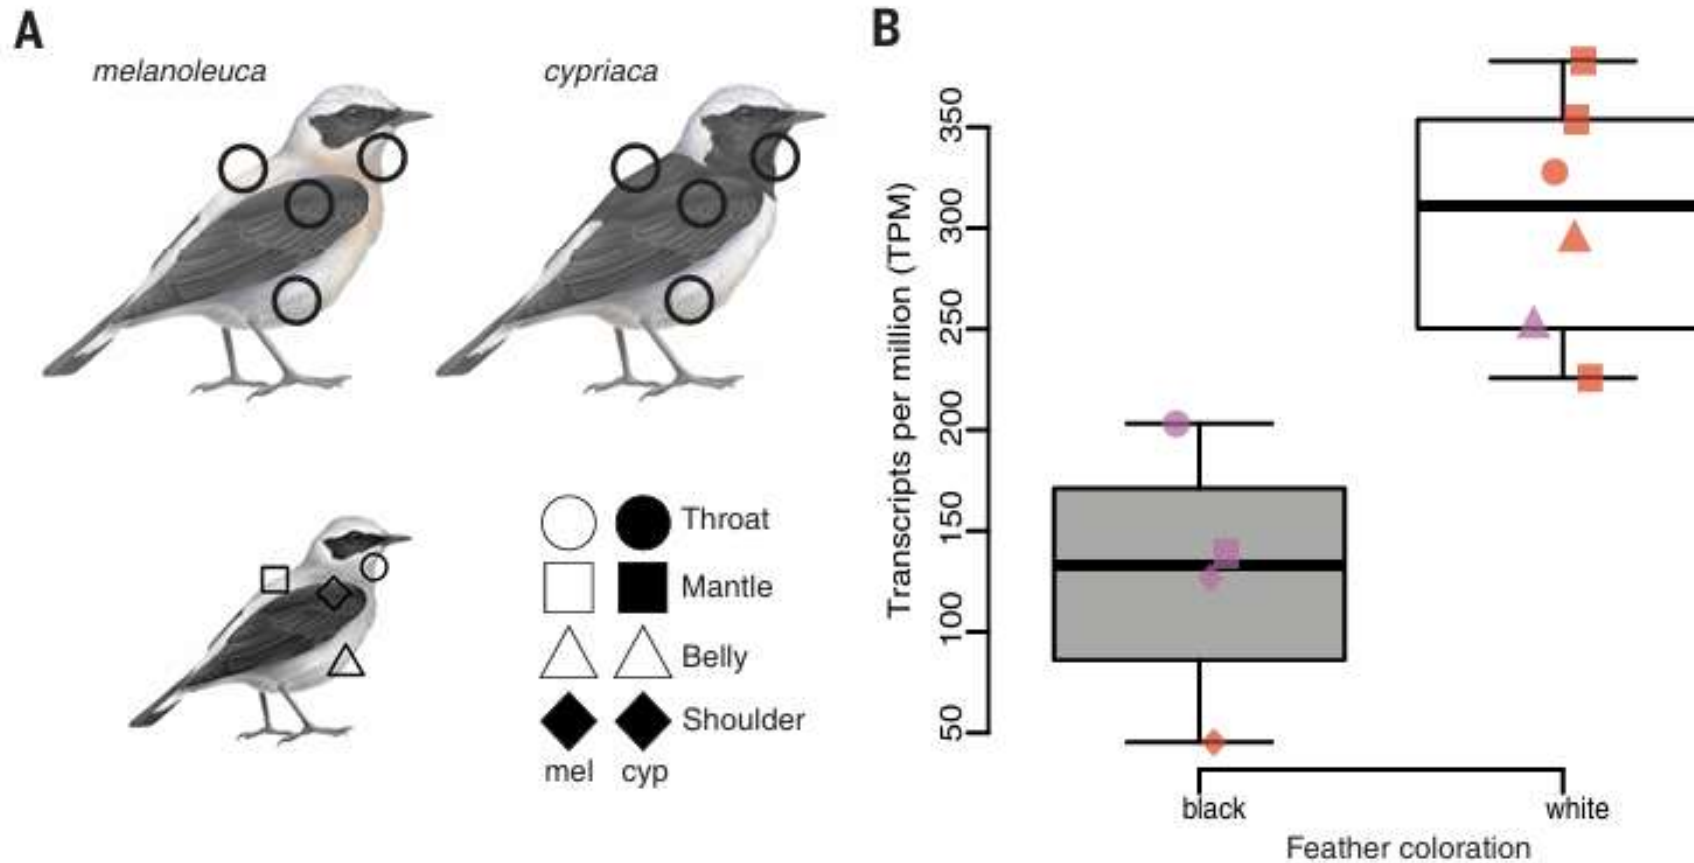 A
melanoleuca
cypriaca
Throat
Mantle
Belly
Shoulder
mel cyp
B
Transcripts per million (TPM)
350
300
250
200
150
100
50
black
white
Feather coloration